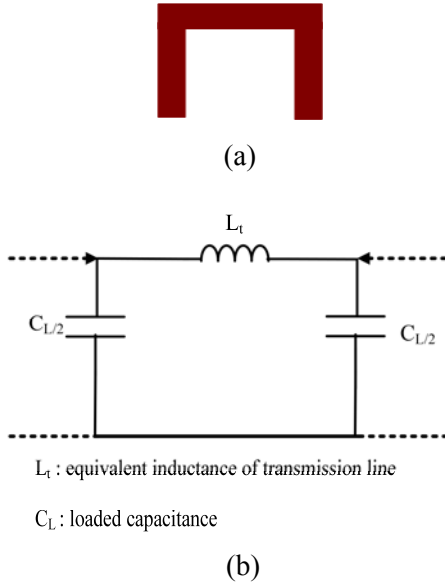 (a)
Lt
CL/2
CL/2
Lt : equivalent inductance of transmission line
CL : loaded capacitance
(b)